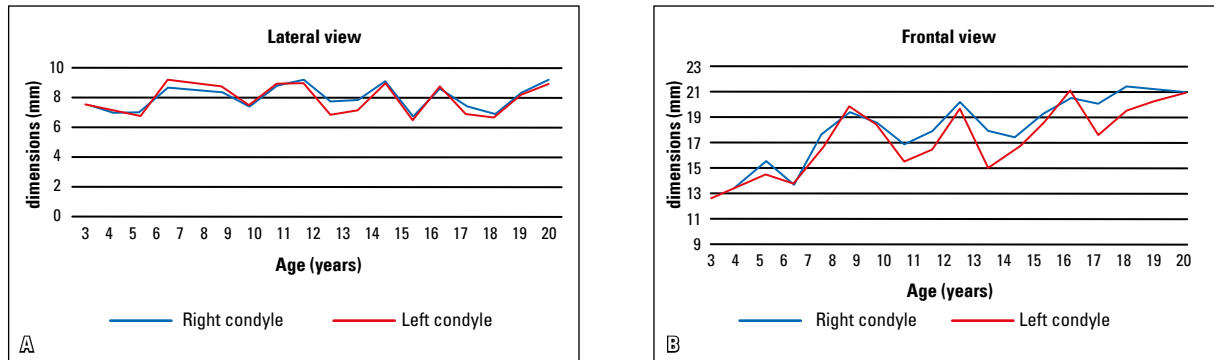 Lateral view
10
8
6
4
2
0
dimensions (mm)
3 4 5 6 7 8 9 10 11 12 13 14 15 16 17 18 19 20
Age (years)
Right condyle Left condyle
A
Frontal view
23
21
19
17
15
13
11
9
dimensions (mm)
3 4 5 6 7 8 9 10 11 12 13 14 15 16 17 18 19 20
Age (years)
Right condyle Left condyle
B